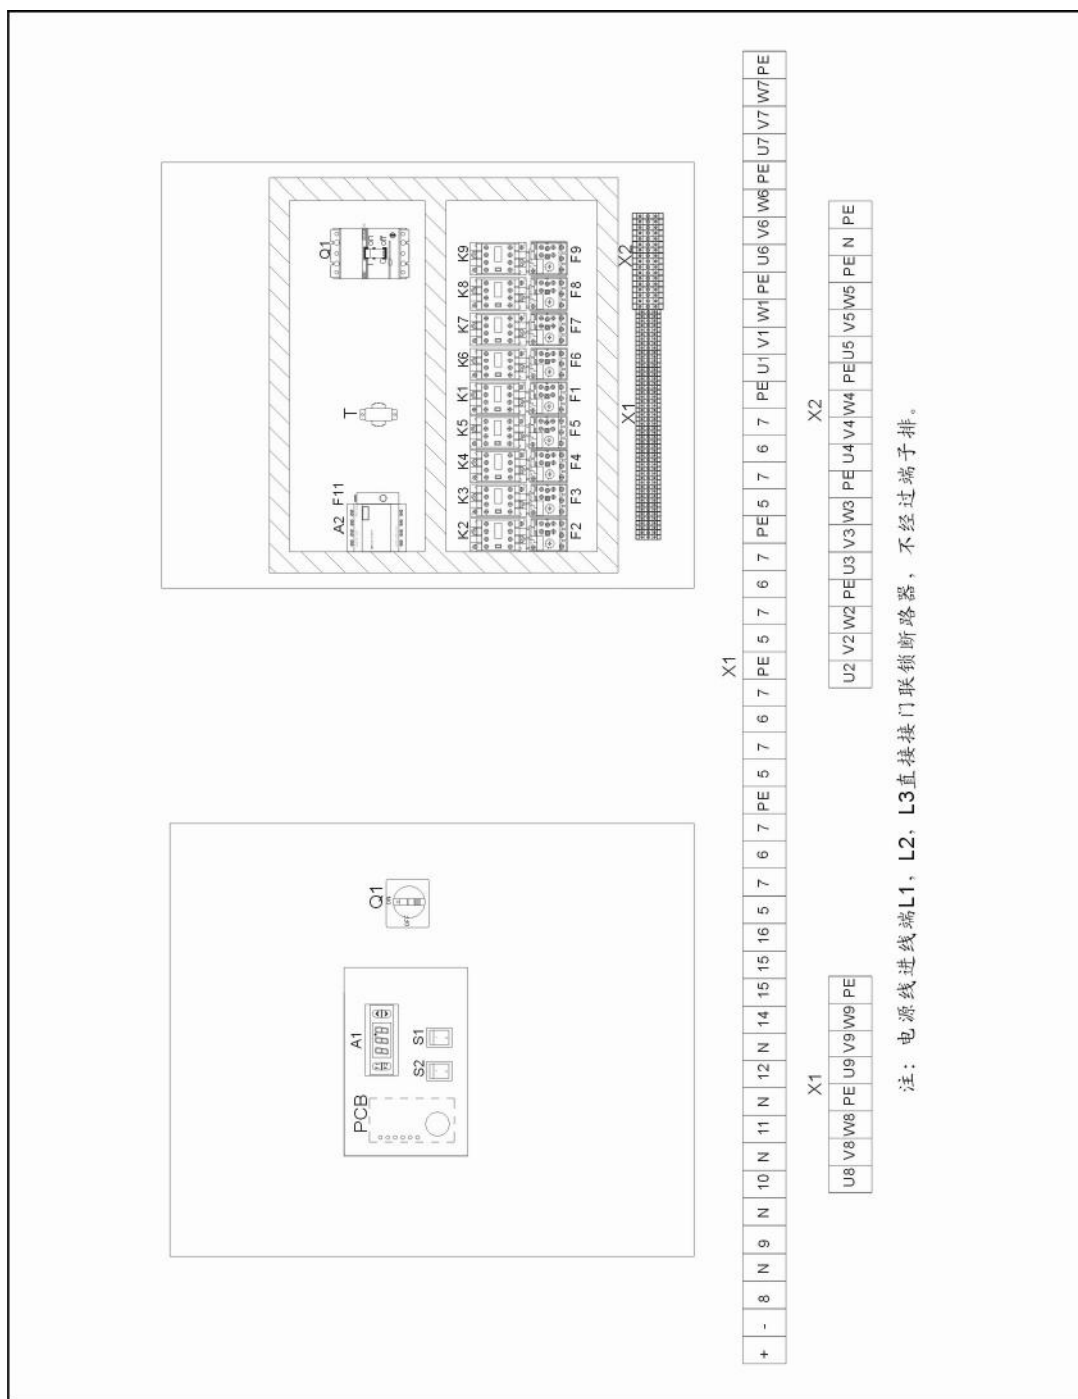 PCB
A1
S2 S1
Q1
ON
OFF
A2 F11
T
Q1
K2 K3 K4 K5 K1 K6 K7 K8 K9
F2 F3 F4 F5 F1 F6 F7 F8 F9
X1 X2
X1
+ - 8 N 9 N 10 N 11 N 12 N 14 15 15 16 5 7 6 7 PE 5 7 6 7 PE 5 7 6 7 PE 5 7 6 7 PE U1 V1 W1 PE U6 V6 W6 PE U7 V7 W7 PE
X1
U8 V8 W8 PE U9 V9 W9 PE
X2
U2 V2 W2 PE U3 V3 W3 PE U4 V4 W4 PE U5 V5 W5 PE N PE
注：电源线进线端L1，L2，L3直接接门联锁断路器，不经过端子排。